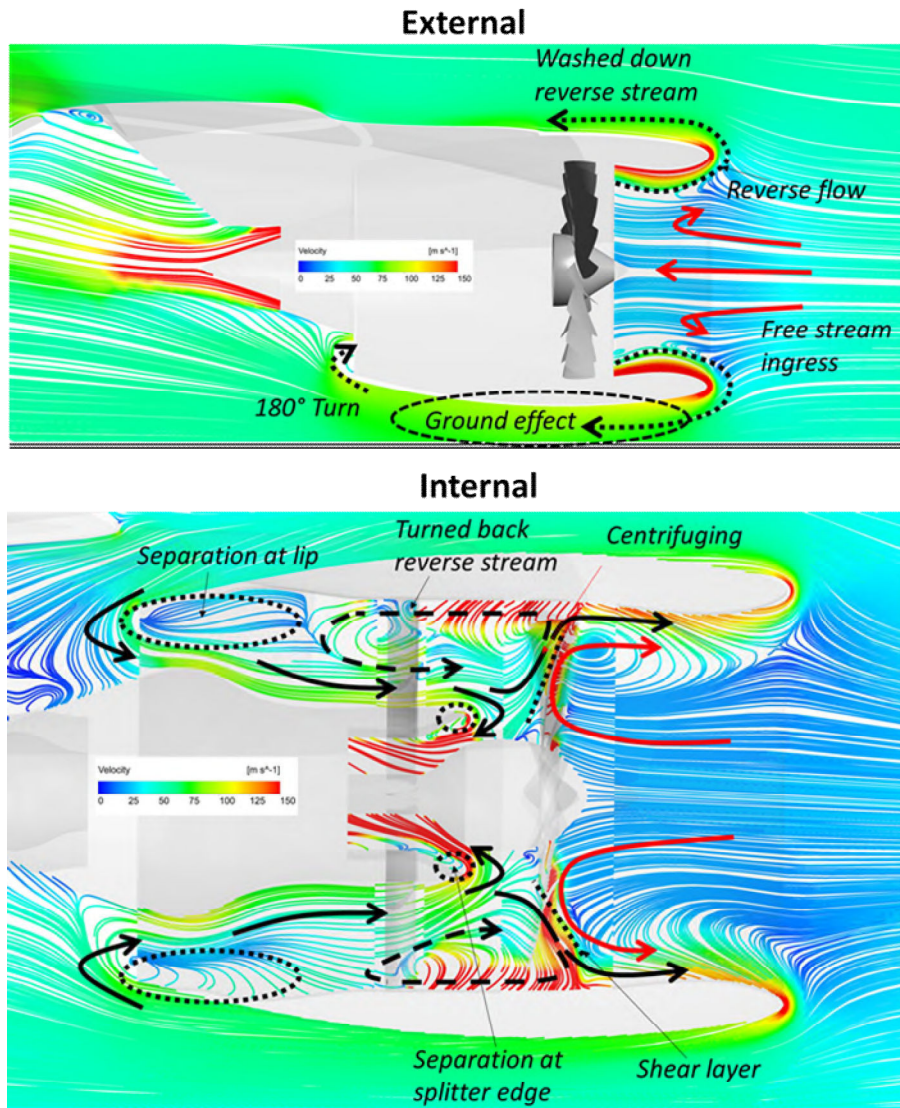 External
Washed down
reverse stream
Reverse flow
Velocity [m s^-1]
0 25 50 75 100 125 150
Free stream
ingress
180° Turn
Ground effect
Internal
Turned back
reverse stream
Centrifuging
Separation at lip
Velocity [m s^-1]
0 25 50 75 100 125 150
Separation at
splitter edge
Shear layer